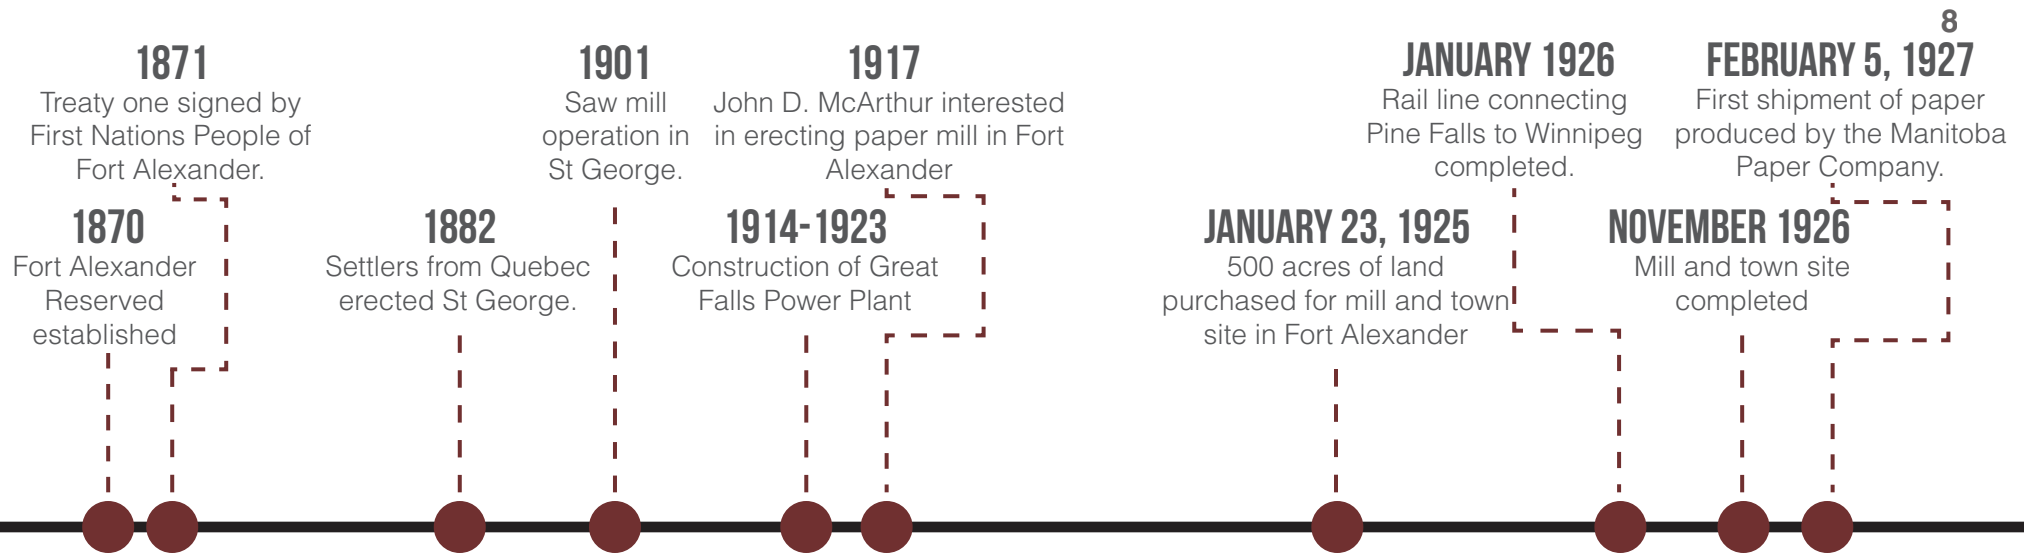 8
1871
Treaty one signed by
First Nations People of
Fort Alexander.
1870
Fort Alexander
Reserved
established
1882
Settlers from Quebec
erected St George.
1901
Saw mill
operation in
St George.
1917
John D. McArthur interested
in erecting paper mill in Fort
Alexander
1914-1923
Construction of Great
Falls Power Plant
JANUARY 23, 1925
500 acres of land
purchased for mill and town
site in Fort Alexander
JANUARY 1926
Rail line connecting
Pine Falls to Winnipeg
completed.
NOVEMBER 1926
Mill and town site
completed
FEBRUARY 5, 1927
First shipment of paper
produced by the Manitoba
Paper Company.